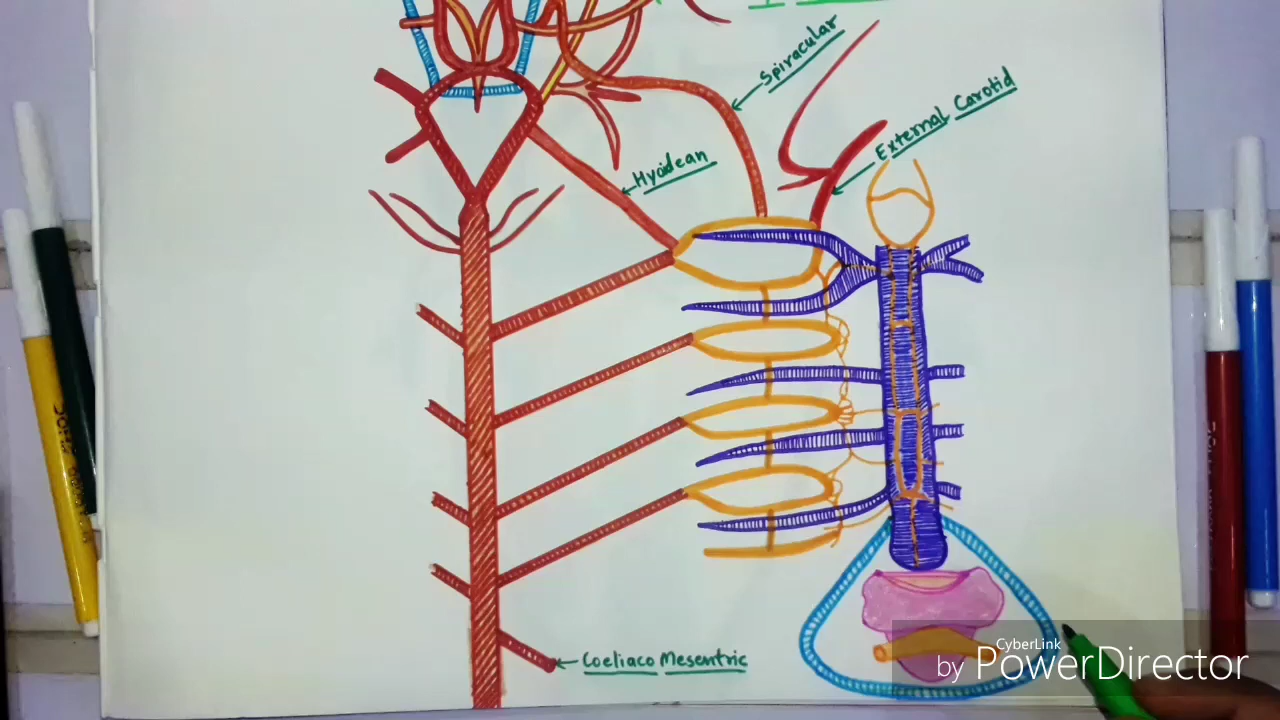 Spiracular
External Carotid
Hyoidean
Coeliaco Mesentric
CyberLink
by PowerDirector